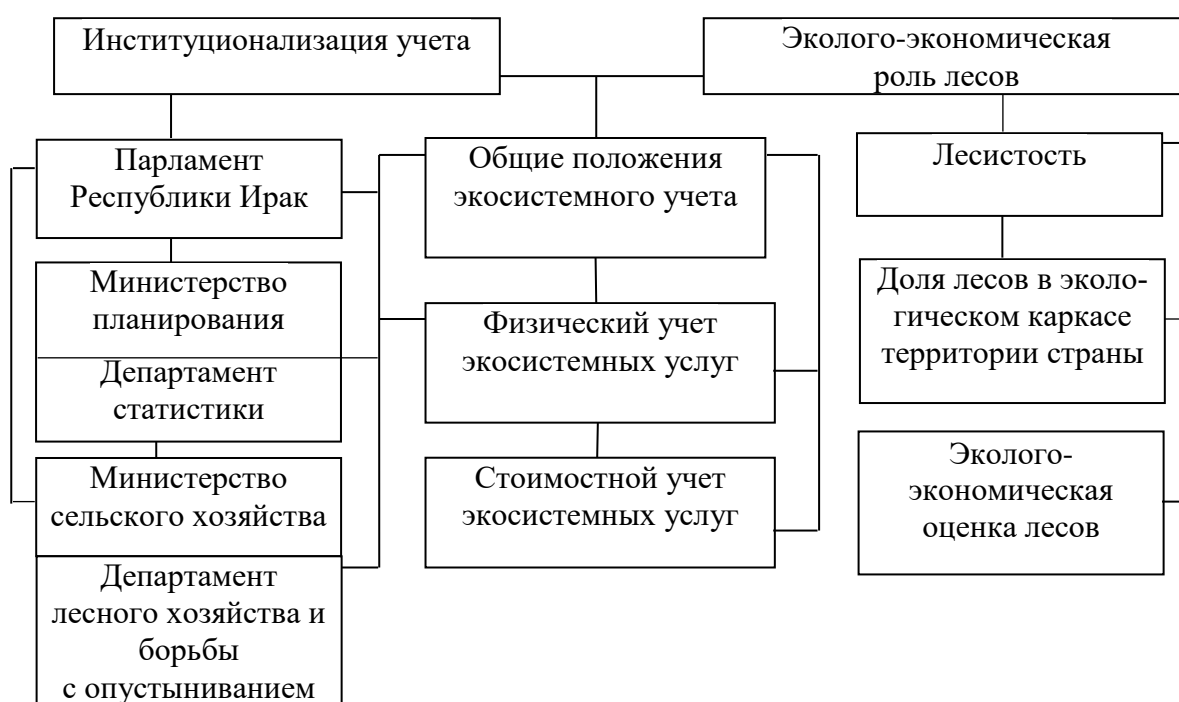 Институционализация учета
Эколого-экономическая
роль лесов
Парламент
Республики Ирак
Министерство
планирования
Департамент
статистики
Министерство
сельского хозяйства
Департамент
лесного хозяйства и
борьбы
с опустыниванием
Общие положения
экосистемного учета
Физический учет
экосистемных услуг
Стоимостной учет
экосистемных услуг
Лесистость
Доля лесов в эколо-
гическом каркасе
территории страны
Эколого-
экономическая
оценка лесов